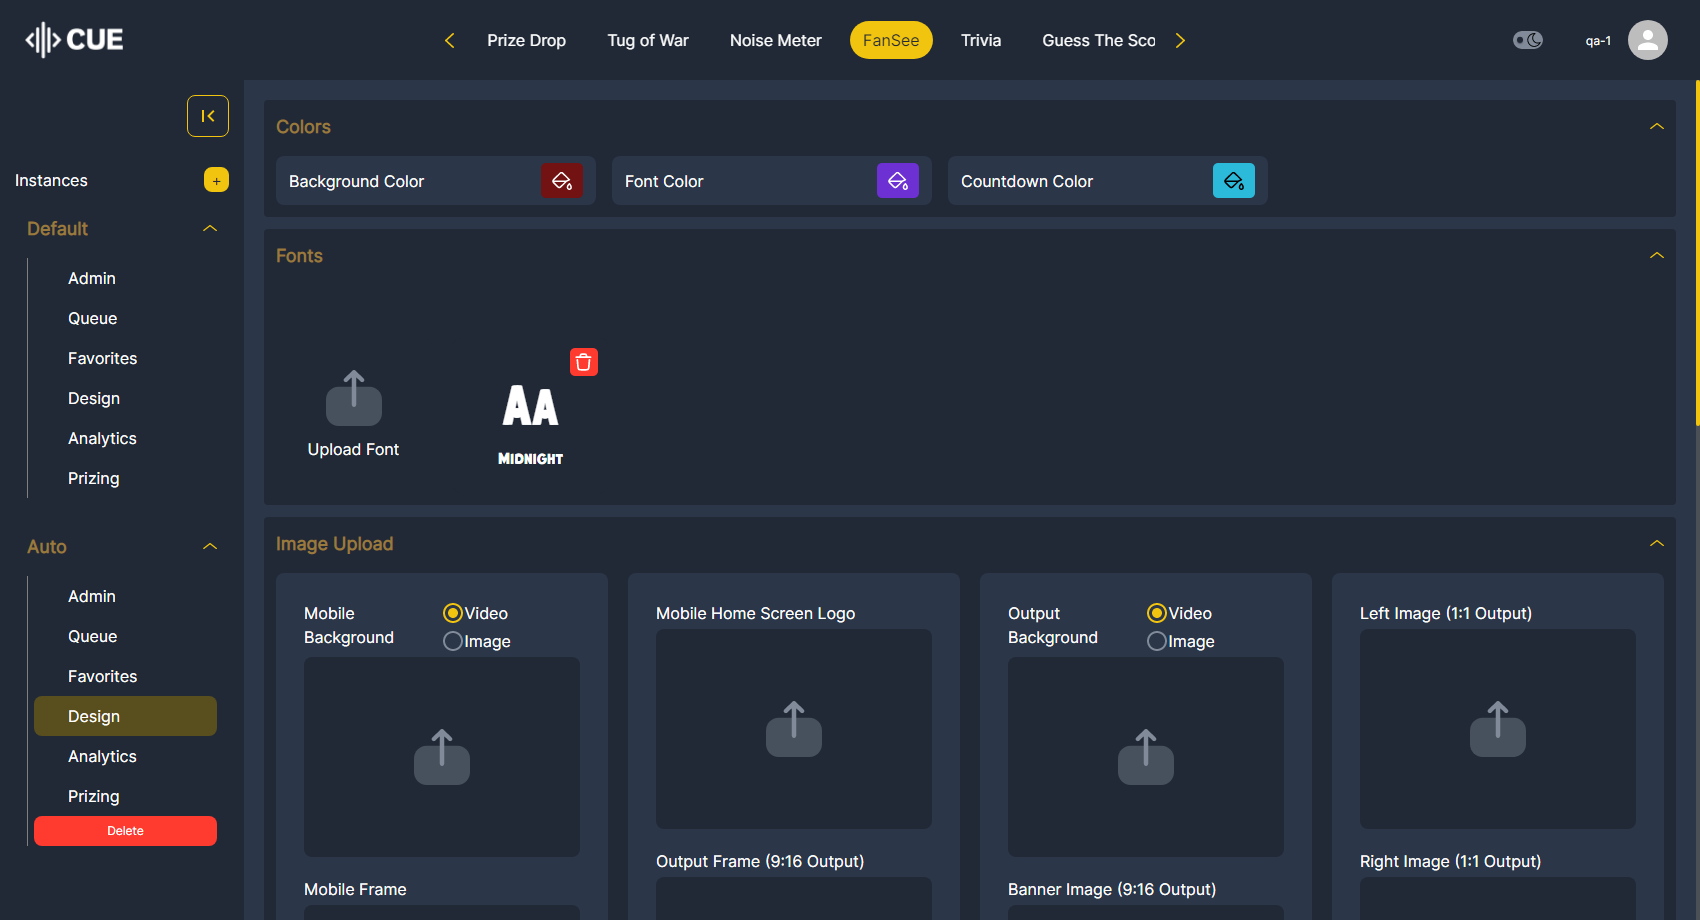 CUE
Prize Drop
Tug of War
Noise Meter
FanSee
Trivia
Guess The Sco
qa-1
Instances
+
Default
Admin
Queue
Favorites
Design
Analytics
Prizing
Auto
Admin
Queue
Favorites
Design
Analytics
Prizing
Delete
Colors
Background Color
Font Color
Countdown Color
Fonts
Upload Font
AA
MIDNIGHT
Image Upload
Mobile
Background
Video
Image
Mobile Frame
Mobile Home Screen Logo
Output Frame (9:16 Output)
Output
Background
Video
Image
Banner Image (9:16 Output)
Left Image (1:1 Output)
Right Image (1:1 Output)